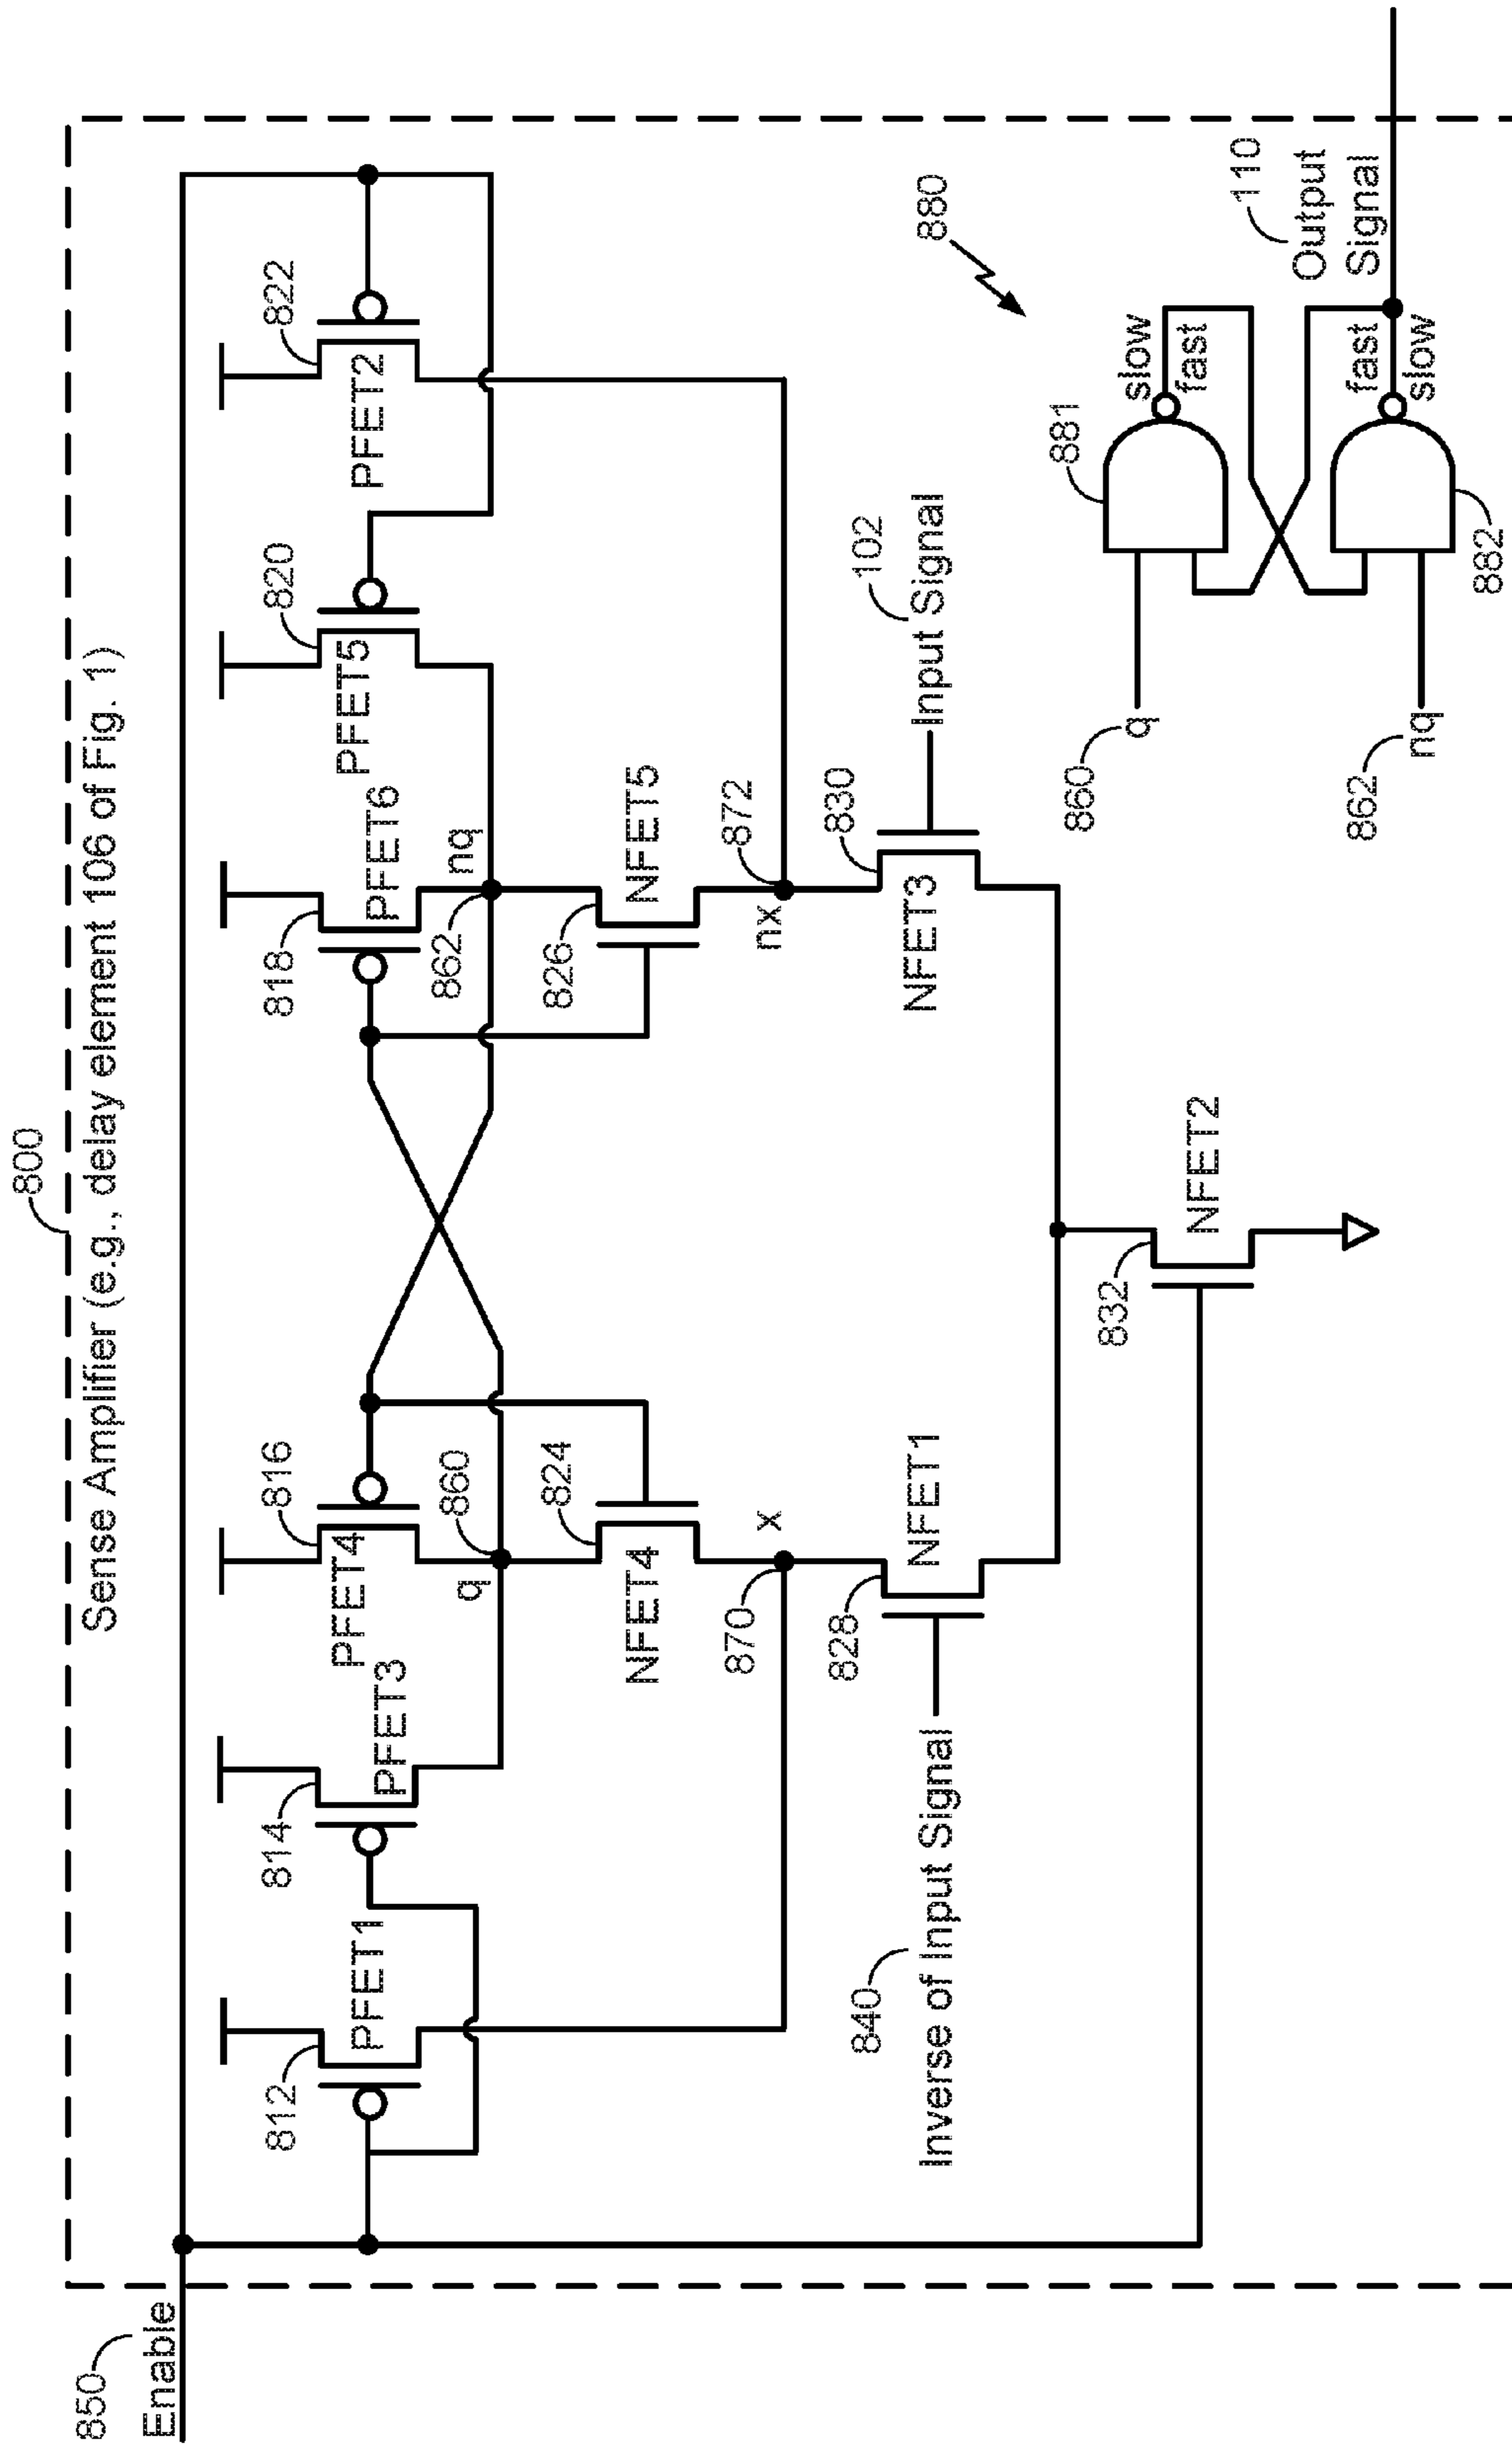 800
Sense Amplifier (e.g., delay element 106 of Fig. 1)
850
Enable
812
PFET1
814
PFET3
816
PFET4
818
PFET6
820
PFET5
822
PFET2
860
q
862
nq
824
NFET4
826
NFET5
870
x
872
nx
840
Inverse of Input Signal
828
NFET1
830
NFET3
102
Input Signal
832
NFET2
880
860
q
862
nq
881
slow
fast
882
fast
slow
110
Output
Signal